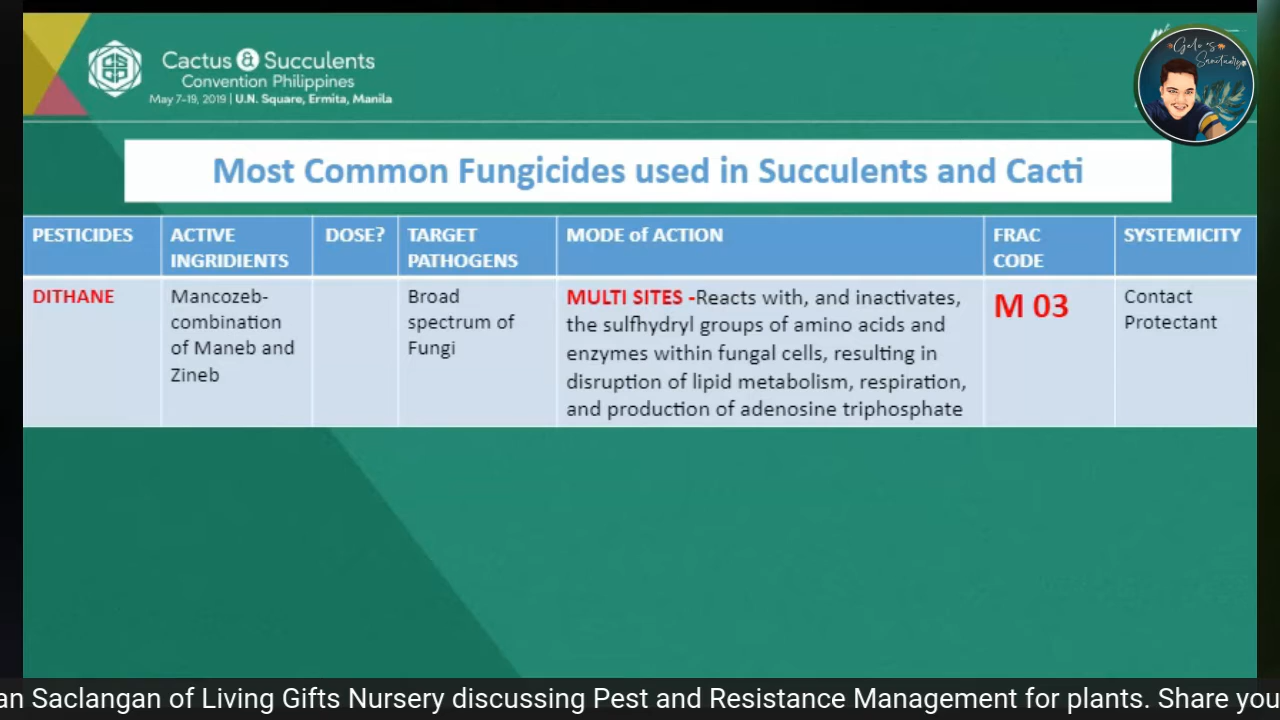 Cactus & Succulents
Convention Philippines
May 7-19, 2019 | U.N. Square, Ermita, Manila
Gelo's
Sanctuary
Most Common Fungicides used in Succulents and Cacti
PESTICIDES
ACTIVE
INGRIDIENTS
DOSE?
TARGET
PATHOGENS
MODE of ACTION
FRAC
CODE
SYSTEMICITY
DITHANE
Mancozeb-
combination
of Maneb and
Zineb
Broad
spectrum of
Fungi
MULTI SITES -Reacts with, and inactivates,
the sulfhydryl groups of amino acids and
enzymes within fungal cells, resulting in
disruption of lipid metabolism, respiration,
and production of adenosine triphosphate
M 03
Contact
Protectant
an Saclangan of Living Gifts Nursery discussing Pest and Resistance Management for plants. Share you